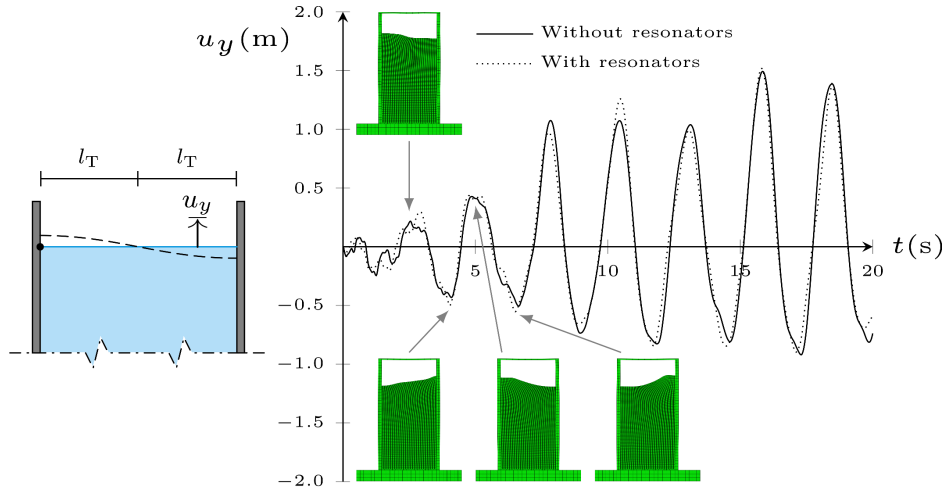 u_y(m)
2.0
1.5
1.0
0.5
−0.5
−1.0
−1.5
−2.0
Without resonators
With resonators
5
10
15
20
t(s)
l_T
l_T
u_y